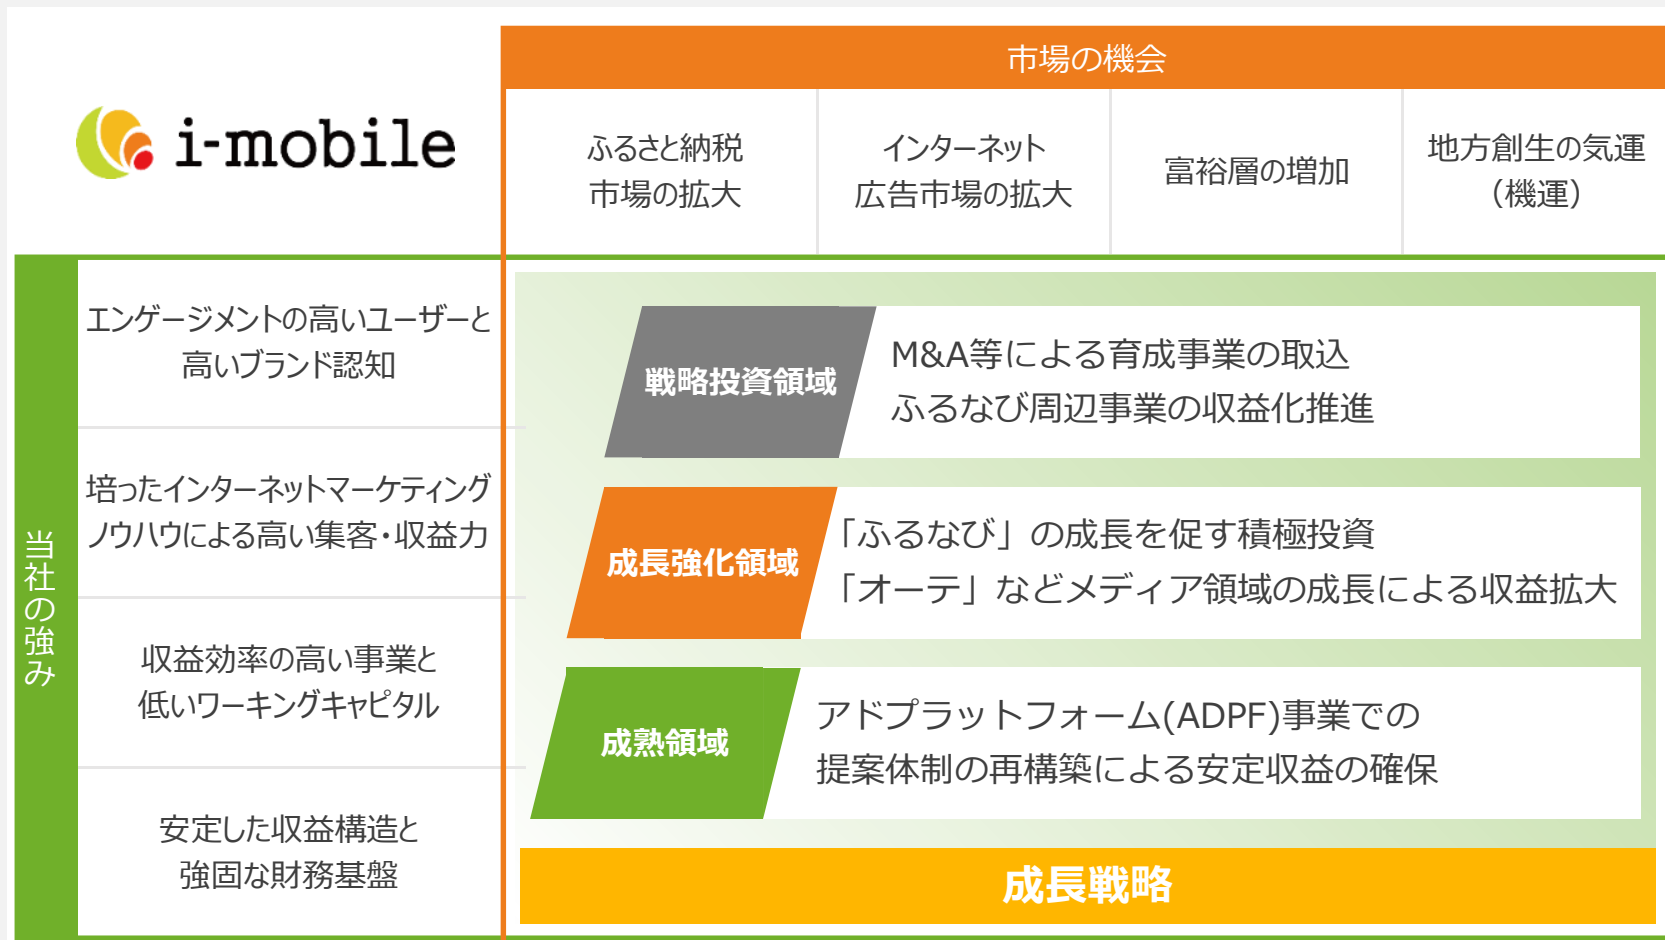 市場の機会
i-mobile
ふるさと納税
市場の拡大
インターネット
広告市場の拡大
富裕層の増加
地方創生の気運
（機運）
当社の強み
エンゲージメントの高いユーザーと
高いブランド認知
培ったインターネットマーケティング
ノウハウによる高い集客・収益力
収益効率の高い事業と
低いワーキングキャピタル
安定した収益構造と
強固な財務基盤
戦略投資領域
M&A等による育成事業の取込
ふるなび周辺事業の収益化推進
成長強化領域
「ふるなび」の成長を促す積極投資
「オーテ」などメディア領域の成長による収益拡大
成熟領域
アドプラットフォーム(ADPF)事業での
提案体制の再構築による安定収益の確保
成長戦略